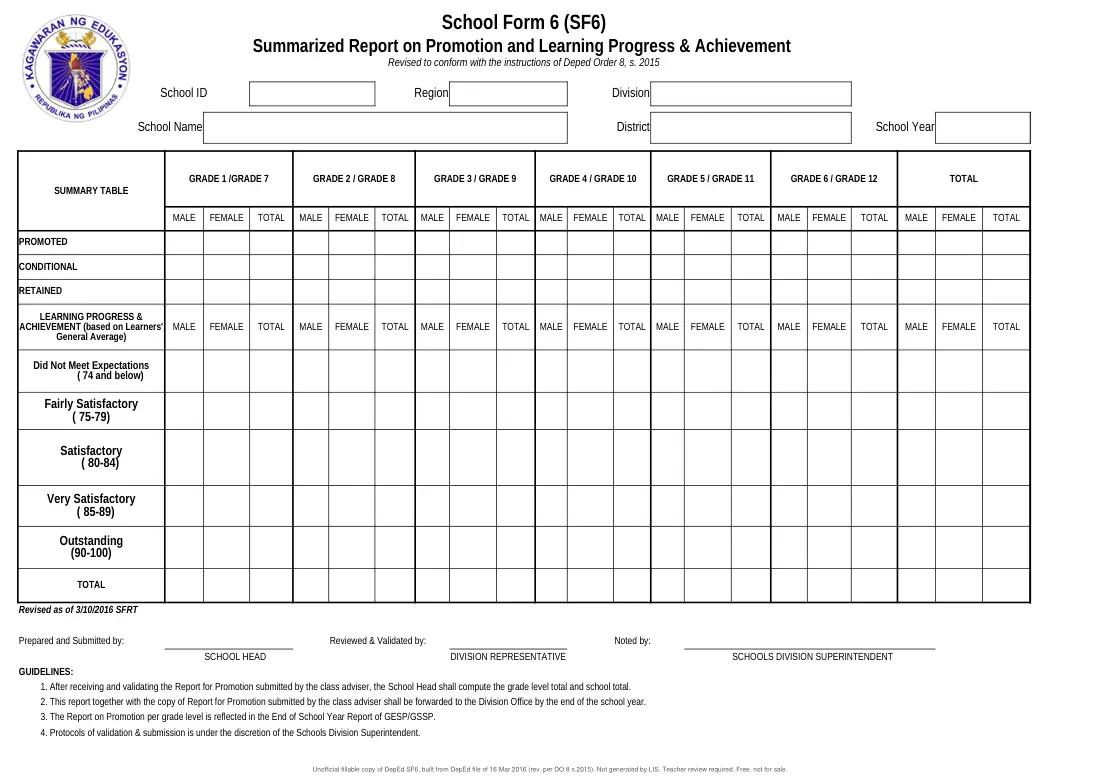 KAGAWARAN NG EDUKASYON
REPUBLIKA NG PILIPINAS
School Form 6 (SF6)
Summarized Report on Promotion and Learning Progress & Achievement
Revised to conform with the instructions of Deped Order 8, s. 2015
School ID Region Division
School Name District School Year
SUMMARY TABLE GRADE 1 /GRADE 7 GRADE 2 / GRADE 8 GRADE 3 / GRADE 9 GRADE 4 / GRADE 10 GRADE 5 / GRADE 11 GRADE 6 / GRADE 12 TOTAL
MALE FEMALE TOTAL MALE FEMALE TOTAL MALE FEMALE TOTAL MALE FEMALE TOTAL MALE FEMALE TOTAL MALE FEMALE TOTAL MALE FEMALE TOTAL
PROMOTED
CONDITIONAL
RETAINED
LEARNING PROGRESS &
ACHIEVEMENT (based on Learners' MALE FEMALE TOTAL MALE FEMALE TOTAL MALE FEMALE TOTAL MALE FEMALE TOTAL MALE FEMALE TOTAL MALE FEMALE TOTAL MALE FEMALE TOTAL
General Average)
Did Not Meet Expectations
( 74 and below)
Fairly Satisfactory
( 75-79)
Satisfactory
( 80-84)
Very Satisfactory
( 85-89)
Outstanding
(90-100)
TOTAL
Revised as of 3/10/2016 SFRT
Prepared and Submitted by: Reviewed & Validated by: Noted by:
SCHOOL HEAD DIVISION REPRESENTATIVE SCHOOLS DIVISION SUPERINTENDENT
GUIDELINES:
1. After receiving and validating the Report for Promotion submitted by the class adviser, the School Head shall compute the grade level total and school total.
2. This report together with the copy of Report for Promotion submitted by the class adviser shall be forwarded to the Division Office by the end of the school year.
3. The Report on Promotion per grade level is reflected in the End of School Year Report of GESP/GSSP.
4. Protocols of validation & submission is under the discretion of the Schools Division Superintendent.
Unofficial fillable copy of DepEd SF6, built from DepEd file of 16 Mar 2016 (rev. per DO 8 s.2015). Not generated by LIS. Teacher review required. Free, not for sale.